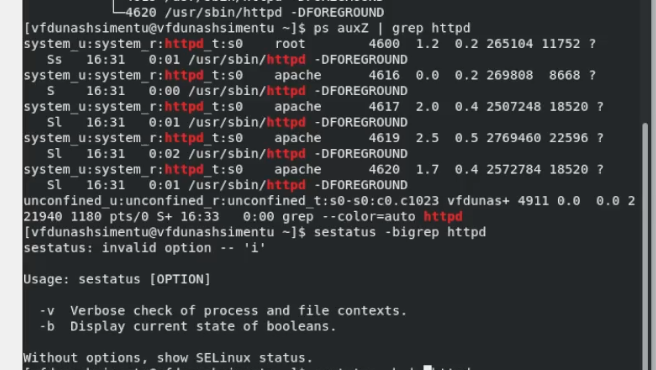 └─4620 /usr/sbin/httpd -DFOREGROUND
[vfdunashsimentu@vfdunashsimentu ~]$ ps auxZ | grep httpd
system_u:system_r:httpd_t:s0    root        4600  1.2  0.2 265104 11752 ?
   Ss   16:31   0:01 /usr/sbin/httpd -DFOREGROUND
system_u:system_r:httpd_t:s0    apache      4616  0.0  0.2 269808  8668 ?
   S    16:31   0:00 /usr/sbin/httpd -DFOREGROUND
system_u:system_r:httpd_t:s0    apache      4617  2.0  0.4 2507248 18520 ?
   Sl   16:31   0:01 /usr/sbin/httpd -DFOREGROUND
system_u:system_r:httpd_t:s0    apache      4619  2.5  0.5 2769460 22596 ?
   Sl   16:31   0:02 /usr/sbin/httpd -DFOREGROUND
system_u:system_r:httpd_t:s0    apache      4620  1.7  0.4 2572784 18520 ?
   Sl   16:31   0:01 /usr/sbin/httpd -DFOREGROUND
unconfined_u:unconfined_r:unconfined_t:s0-s0:c0.c1023 vfdunas+ 4911 0.0  0.0 2
21940 1180 pts/0 S+ 16:33   0:00 grep --color=auto httpd
[vfdunashsimentu@vfdunashsimentu ~]$ sestatus -bigrep httpd
sestatus: invalid option -- 'i'

Usage: sestatus [OPTION]

  -v  Verbose check of process and file contexts.
  -b  Display current state of booleans.

Without options, show SELinux status.